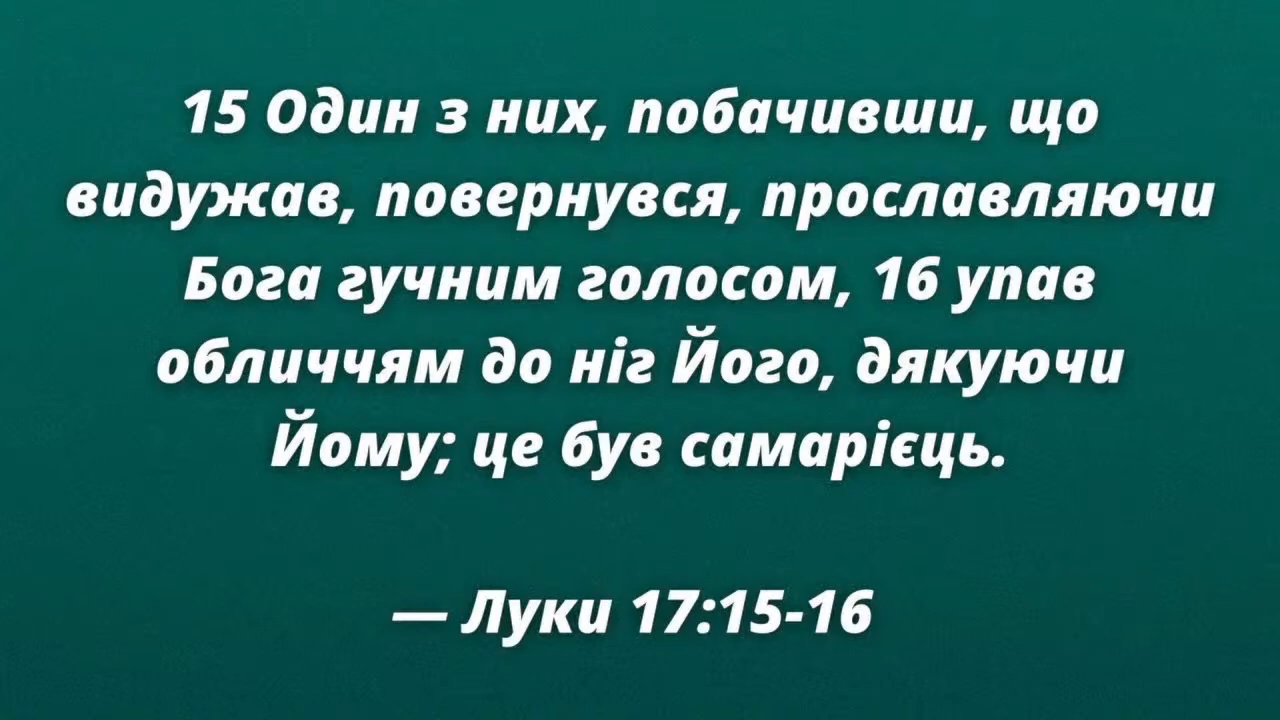 15 Один з них, побачивши, що
видужав, повернувся, прославляючи
Бога гучним голосом, 16 упав
обличчям до ніг Його, дякуючи
Йому; це був самарієць.
— Луки 17:15-16